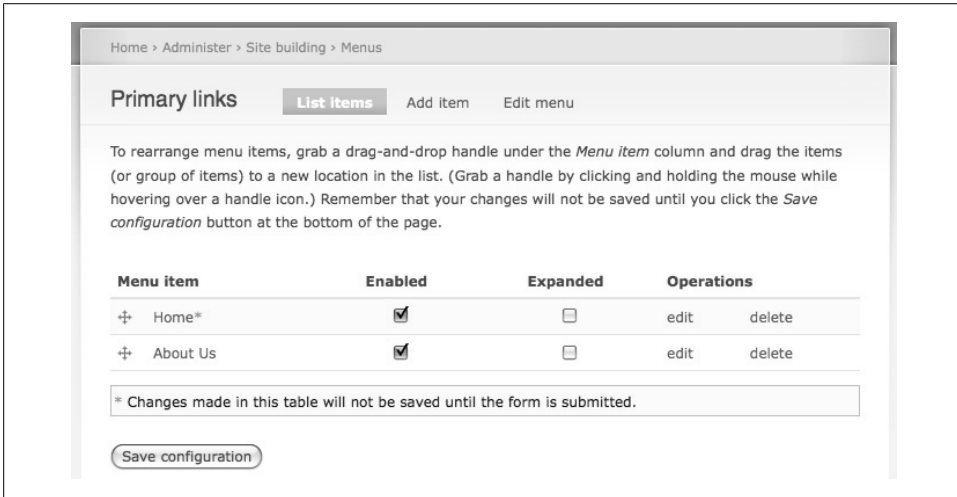 Home › Administer › Site building › Menus
Primary links List items Add item Edit menu
To rearrange menu items, grab a drag-and-drop handle under the Menu item column and drag the items
(or group of items) to a new location in the list. (Grab a handle by clicking and holding the mouse while
hovering over a handle icon.) Remember that your changes will not be saved until you click the Save
configuration button at the bottom of the page.
Menu item Enabled Expanded Operations
Home* edit delete
About Us edit delete
* Changes made in this table will not be saved until the form is submitted.
Save configuration